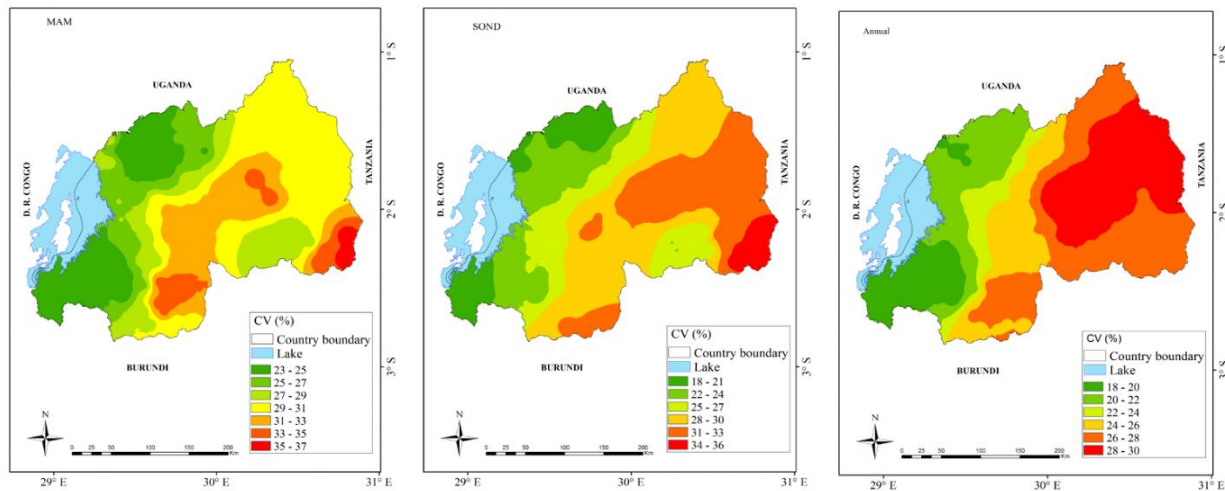 MAM
UGANDA
D. R. CONGO
TANZANIA
BURUNDI
1° S
2° S
3° S
CV (%)
Country boundary
Lake
23 - 25
25 - 27
27 - 29
29 - 31
31 - 33
33 - 35
35 - 37
N
0 25 50 100 150 200
Km
29° E
30° E
31° E
SOND
UGANDA
D. R. CONGO
TANZANIA
BURUNDI
1° S
2° S
3° S
CV (%)
Country boundary
Lake
18 - 21
22 - 24
25 - 27
28 - 30
31 - 33
34 - 36
N
0 25 50 100 150 200
Km
29° E
30° E
31° E
Annual
UGANDA
D. R. CONGO
TANZANIA
BURUNDI
1° S
2° S
3° S
CV (%)
Country boundary
Lake
18 - 20
20 - 22
22 - 24
24 - 26
26 - 28
28 - 30
N
0 25 50 100 150 200
Km
29° E
30° E
31° E